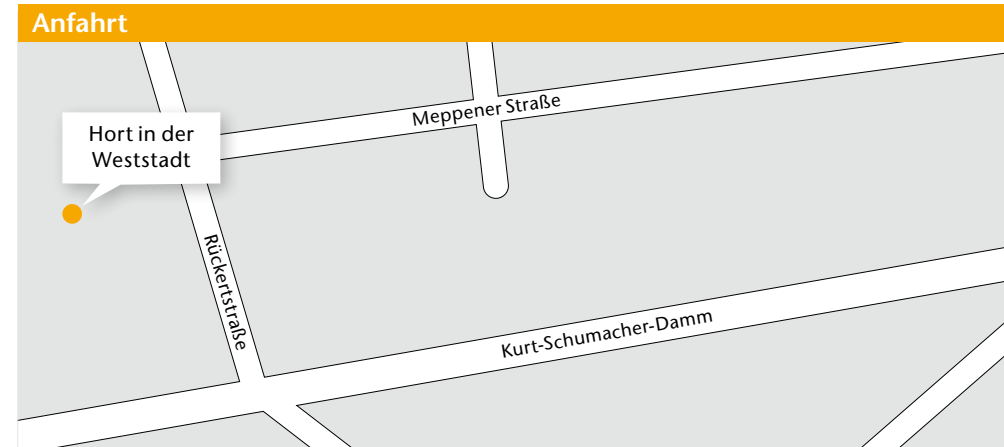 Anfahrt
Meppener Straße
Hort in der
Weststadt
Rückertstraße
Kurt-Schumacher-Damm